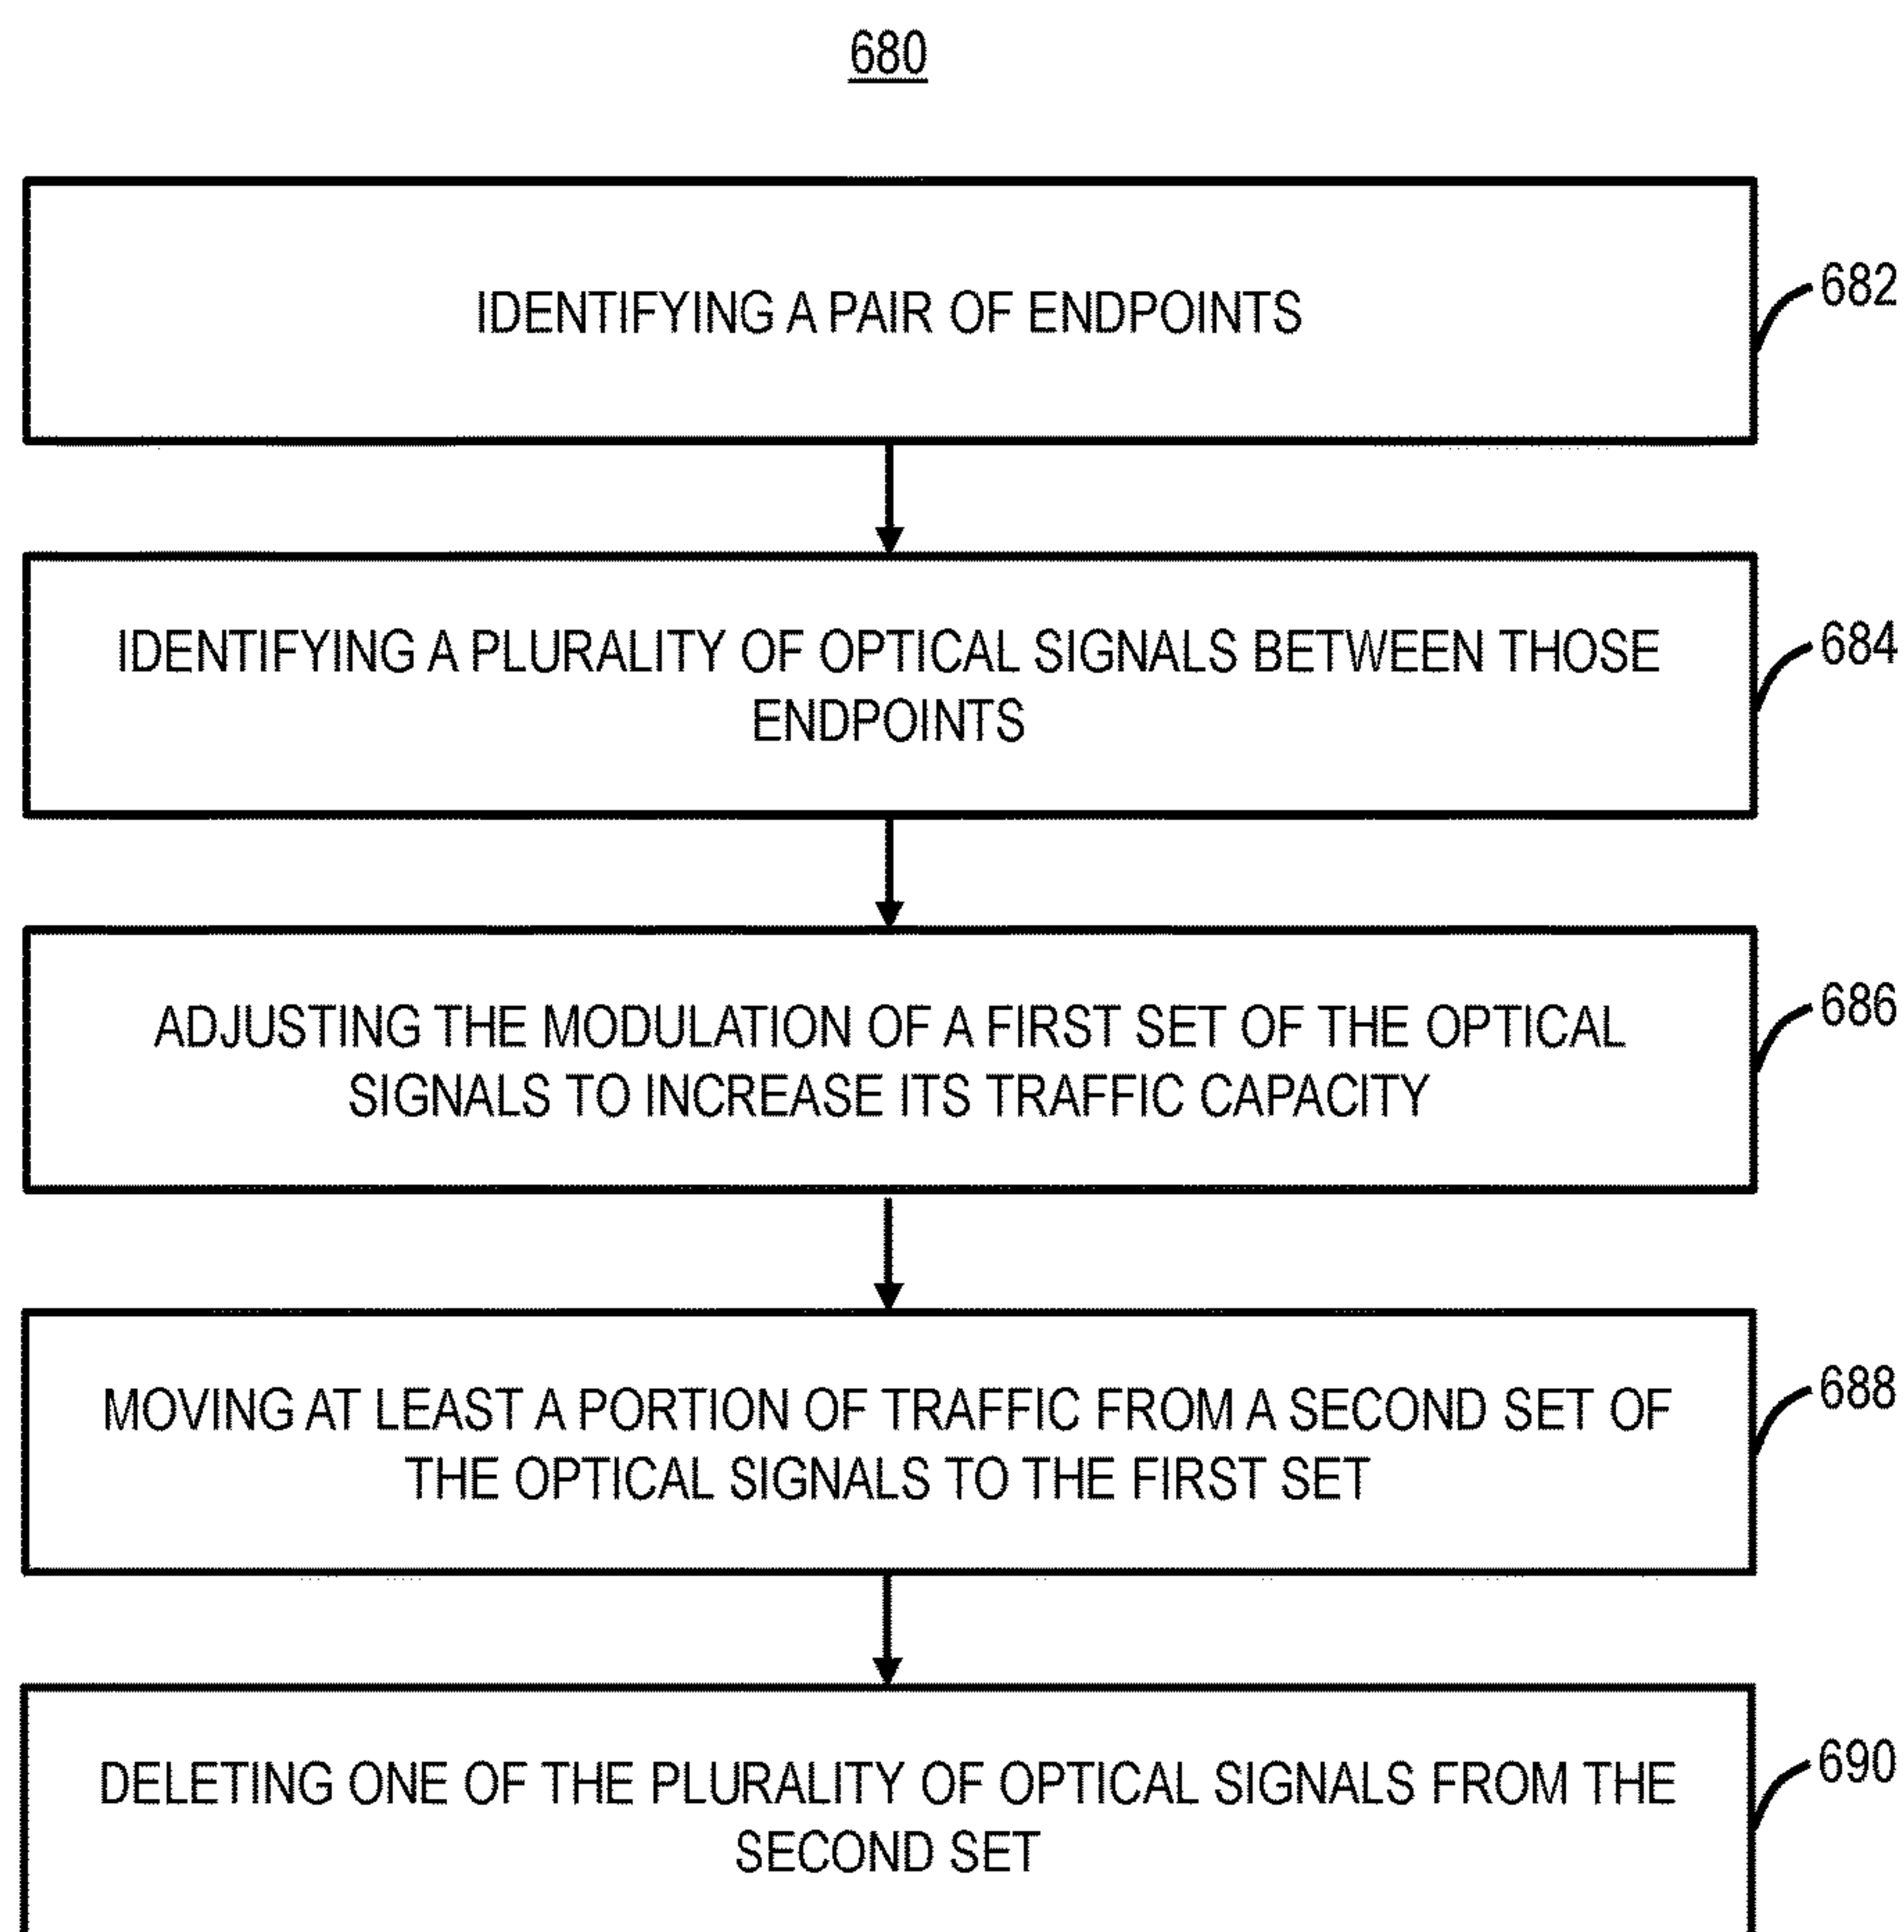 680
IDENTIFYING A PAIR OF ENDPOINTS
682
IDENTIFYING A PLURALITY OF OPTICAL SIGNALS BETWEEN THOSE
ENDPOINTS
684
ADJUSTING THE MODULATION OF A FIRST SET OF THE OPTICAL
SIGNALS TO INCREASE ITS TRAFFIC CAPACITY
686
MOVING AT LEAST A PORTION OF TRAFFIC FROM A SECOND SET OF
THE OPTICAL SIGNALS TO THE FIRST SET
688
DELETING ONE OF THE PLURALITY OF OPTICAL SIGNALS FROM THE
SECOND SET
690